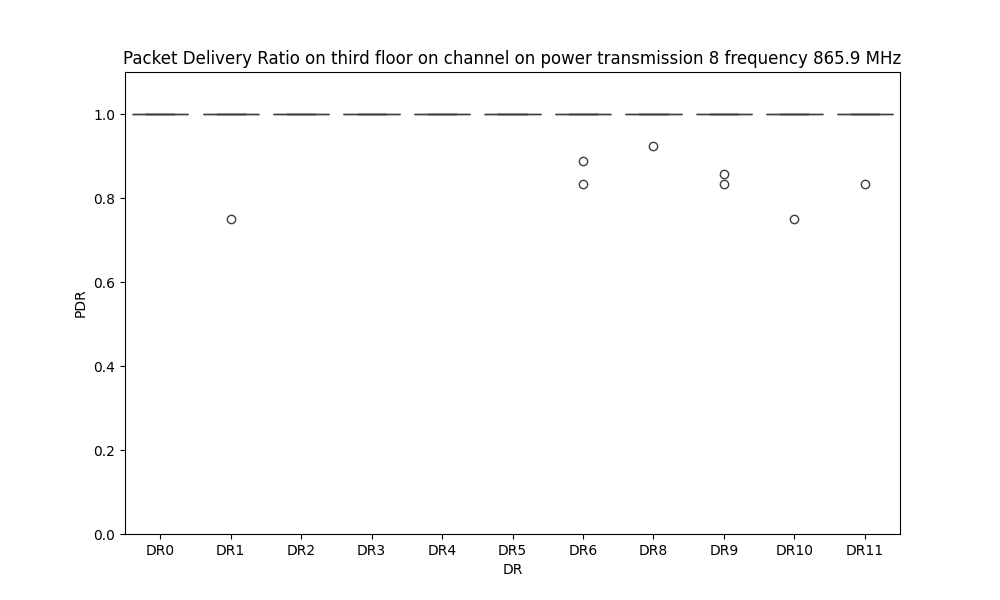 Packet Delivery Ratio on third floor on channel on power transmission 8 frequency 865.9 MHz
1.0
0.8
0.6
0.4
0.2
0.0
PDR
DR0 DR1 DR2 DR3 DR4 DR5 DR6 DR8 DR9 DR10 DR11
DR